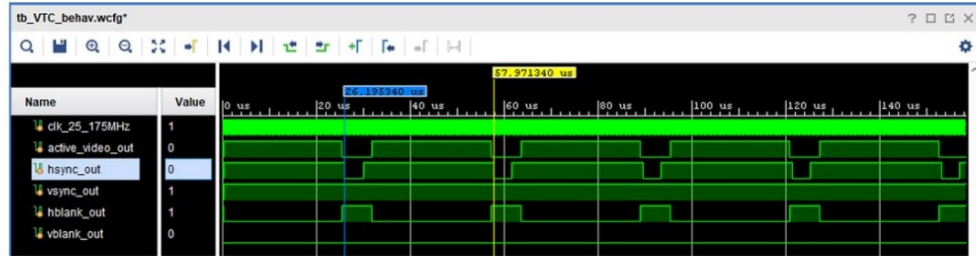 tb_VTC_behav.wcfg*
57.971340 us
26.195340 us
Name Value
0 us 20 us 40 us 60 us 80 us 100 us 120 us 140 us
clk_25_175MHz 1
active_video_out 0
hsync_out 0
vsync_out 1
hblank_out 1
vblank_out 0